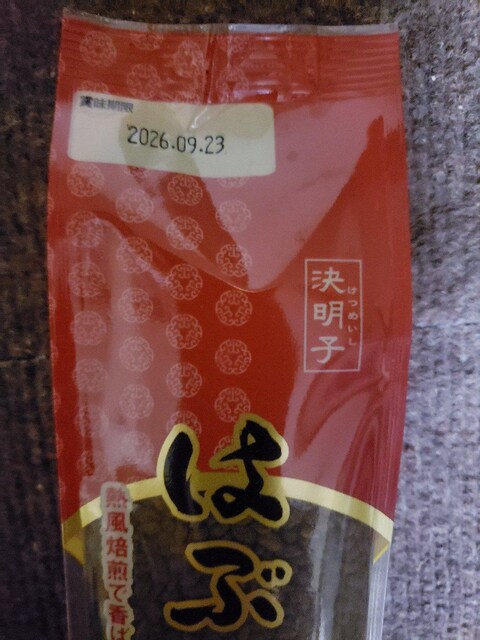 賞味期限
2026.09.23
決明子
けつめいし
はぶ
熱風焙煎で香ば